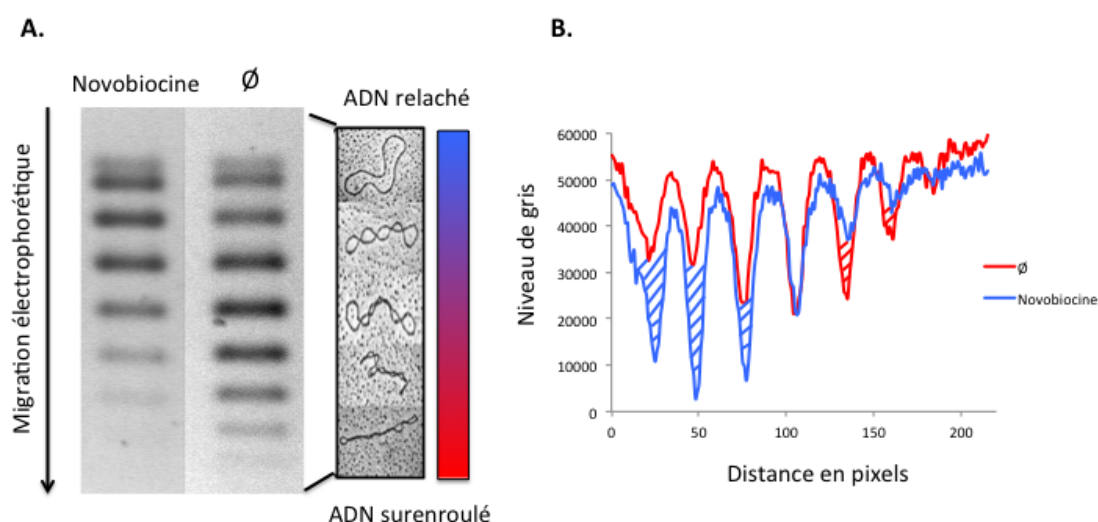 A.
Novobiocine
Ø
Migration électrophorétique
ADN relaché
ADN surenroulé
B.
Niveau de gris
60000
50000
40000
30000
20000
10000
0
0
50
100
150
200
Distance en pixels
Ø
Novobiocine